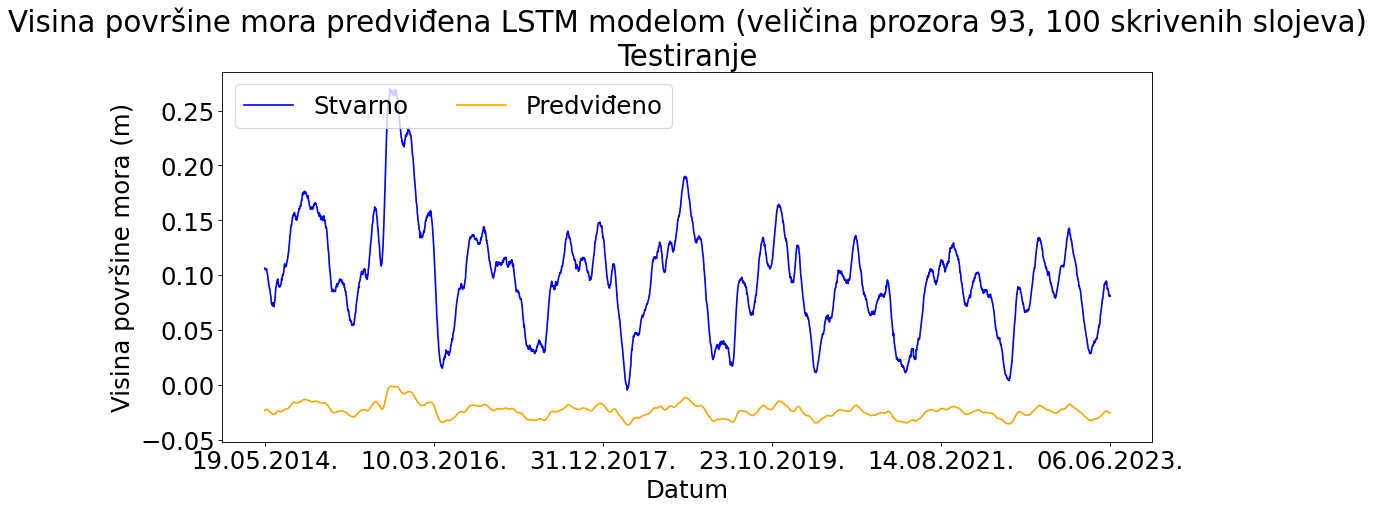 Visina površine mora predviđena LSTM modelom (veličina prozora 93, 100 skrivenih slojeva)
Testiranje
Stvarno
Predviđeno
Visina površine mora (m)
0.25
0.20
0.15
0.10
0.05
0.00
−0.05
19.05.2014.
10.03.2016.
31.12.2017.
23.10.2019.
14.08.2021.
06.06.2023.
Datum